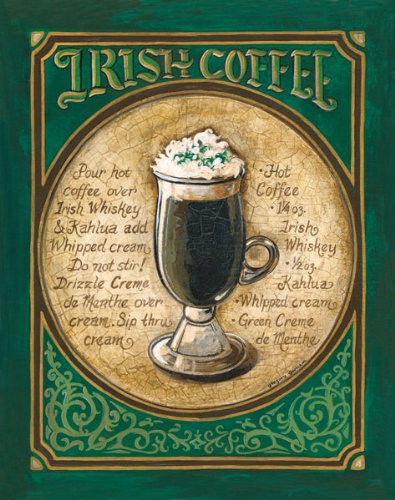 IRISH COFFEE
Pour hot
coffee over
Irish Whiskey
& Kahlua add
Whipped cream.
Do not stir!
Drizzle Creme
de Menthe over
cream. Sip thru
cream
• Hot
Coffee
• 1/4 oz.
Irish
Whiskey
• 1/2 oz.
Kahlua
• Whipped cream
• Green Creme
de Menthe